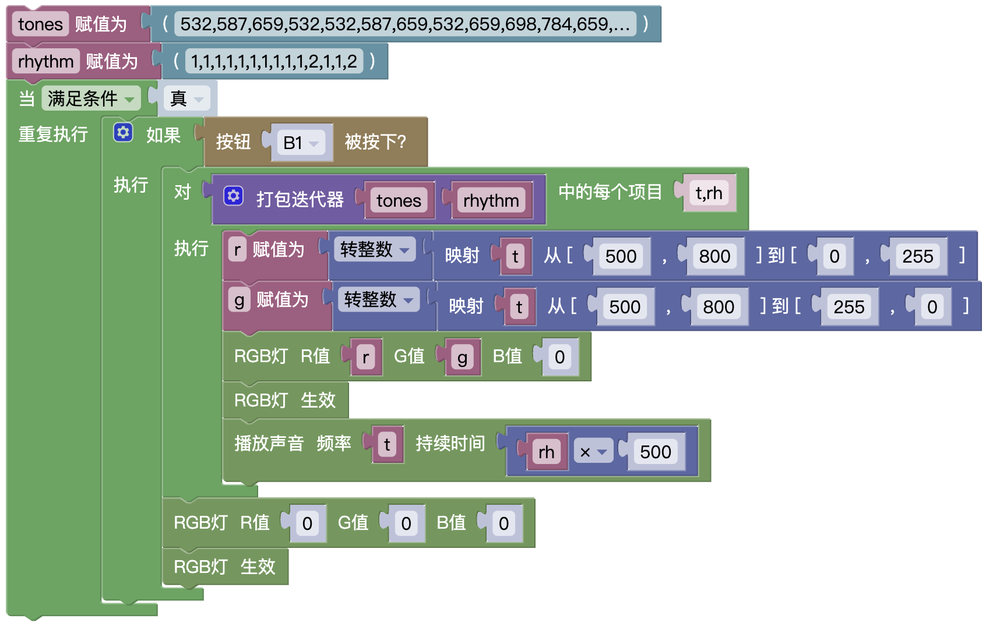 tones 赋值为 ( 532,587,659,532,532,587,659,532,659,698,784,659,... )
rhythm 赋值为 ( 1,1,1,1,1,1,1,1,1,1,2,1,1,2 )
当 满足条件 真
重复执行 如果 按钮 B1 被按下?
执行 对 打包迭代器 tones rhythm 中的每个项目 t,rh
执行 r 赋值为 转整数 映射 t 从[ 500 , 800 ]到[ 0 , 255 ]
g 赋值为 转整数 映射 t 从[ 500 , 800 ]到[ 255 , 0 ]
RGB灯 R值 r G值 g B值 0
RGB灯 生效
播放声音 频率 t 持续时间 rh × 500
RGB灯 R值 0 G值 0 B值 0
RGB灯 生效